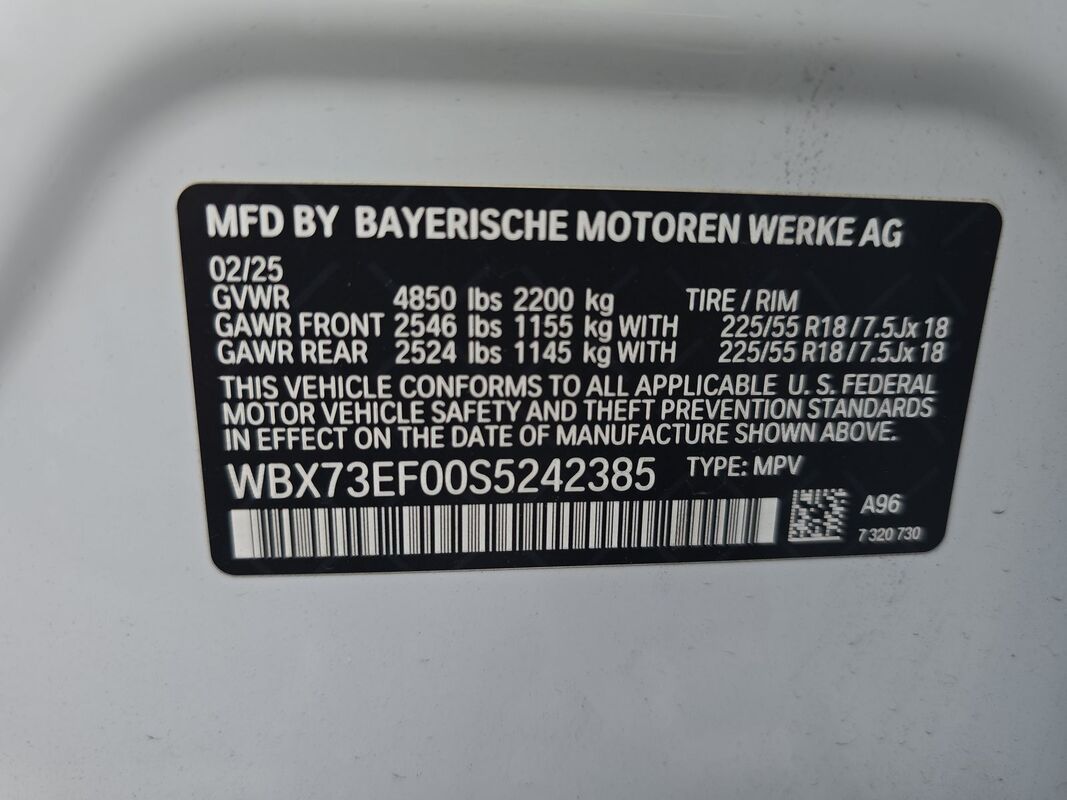 MFD BY BAYERISCHE MOTOREN WERKE AG
02/25
GVWR 4850 lbs 2200 kg TIRE / RIM
GAWR FRONT 2546 lbs 1155 kg WITH 225/55 R18 / 7.5Jx 18
GAWR REAR 2524 lbs 1145 kg WITH 225/55 R18 / 7.5Jx 18
THIS VEHICLE CONFORMS TO ALL APPLICABLE U. S. FEDERAL
MOTOR VEHICLE SAFETY AND THEFT PREVENTION STANDARDS
IN EFFECT ON THE DATE OF MANUFACTURE SHOWN ABOVE.
WBX73EF00S5242385 TYPE: MPV
A96
7 320 730